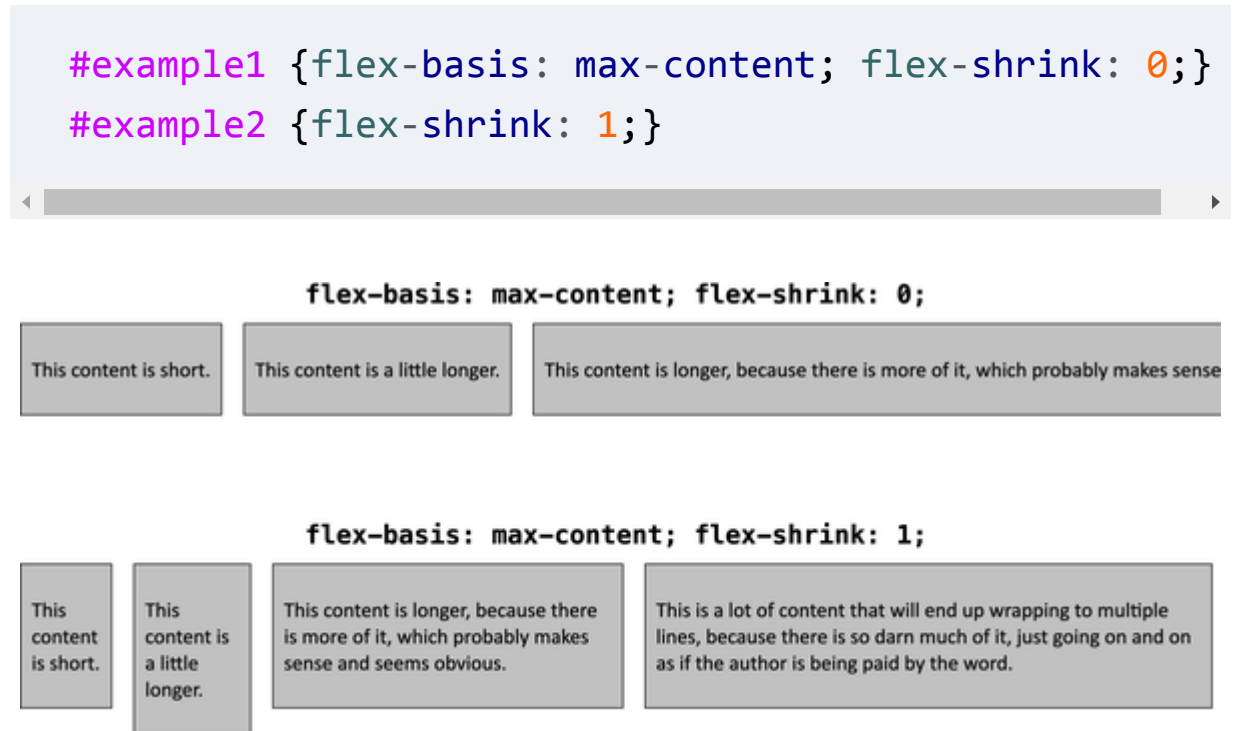 #example1 {flex-basis: max-content; flex-shrink: 0;}
#example2 {flex-shrink: 1;}
flex-basis: max-content; flex-shrink: 0;
This content is short.
This content is a little longer.
This content is longer, because there is more of it, which probably makes sense
flex-basis: max-content; flex-shrink: 1;
This
content
is short.
This
content is
a little
longer.
This content is longer, because there
is more of it, which probably makes
sense and seems obvious.
This is a lot of content that will end up wrapping to multiple
lines, because there is so darn much of it, just going on and on
as if the author is being paid by the word.